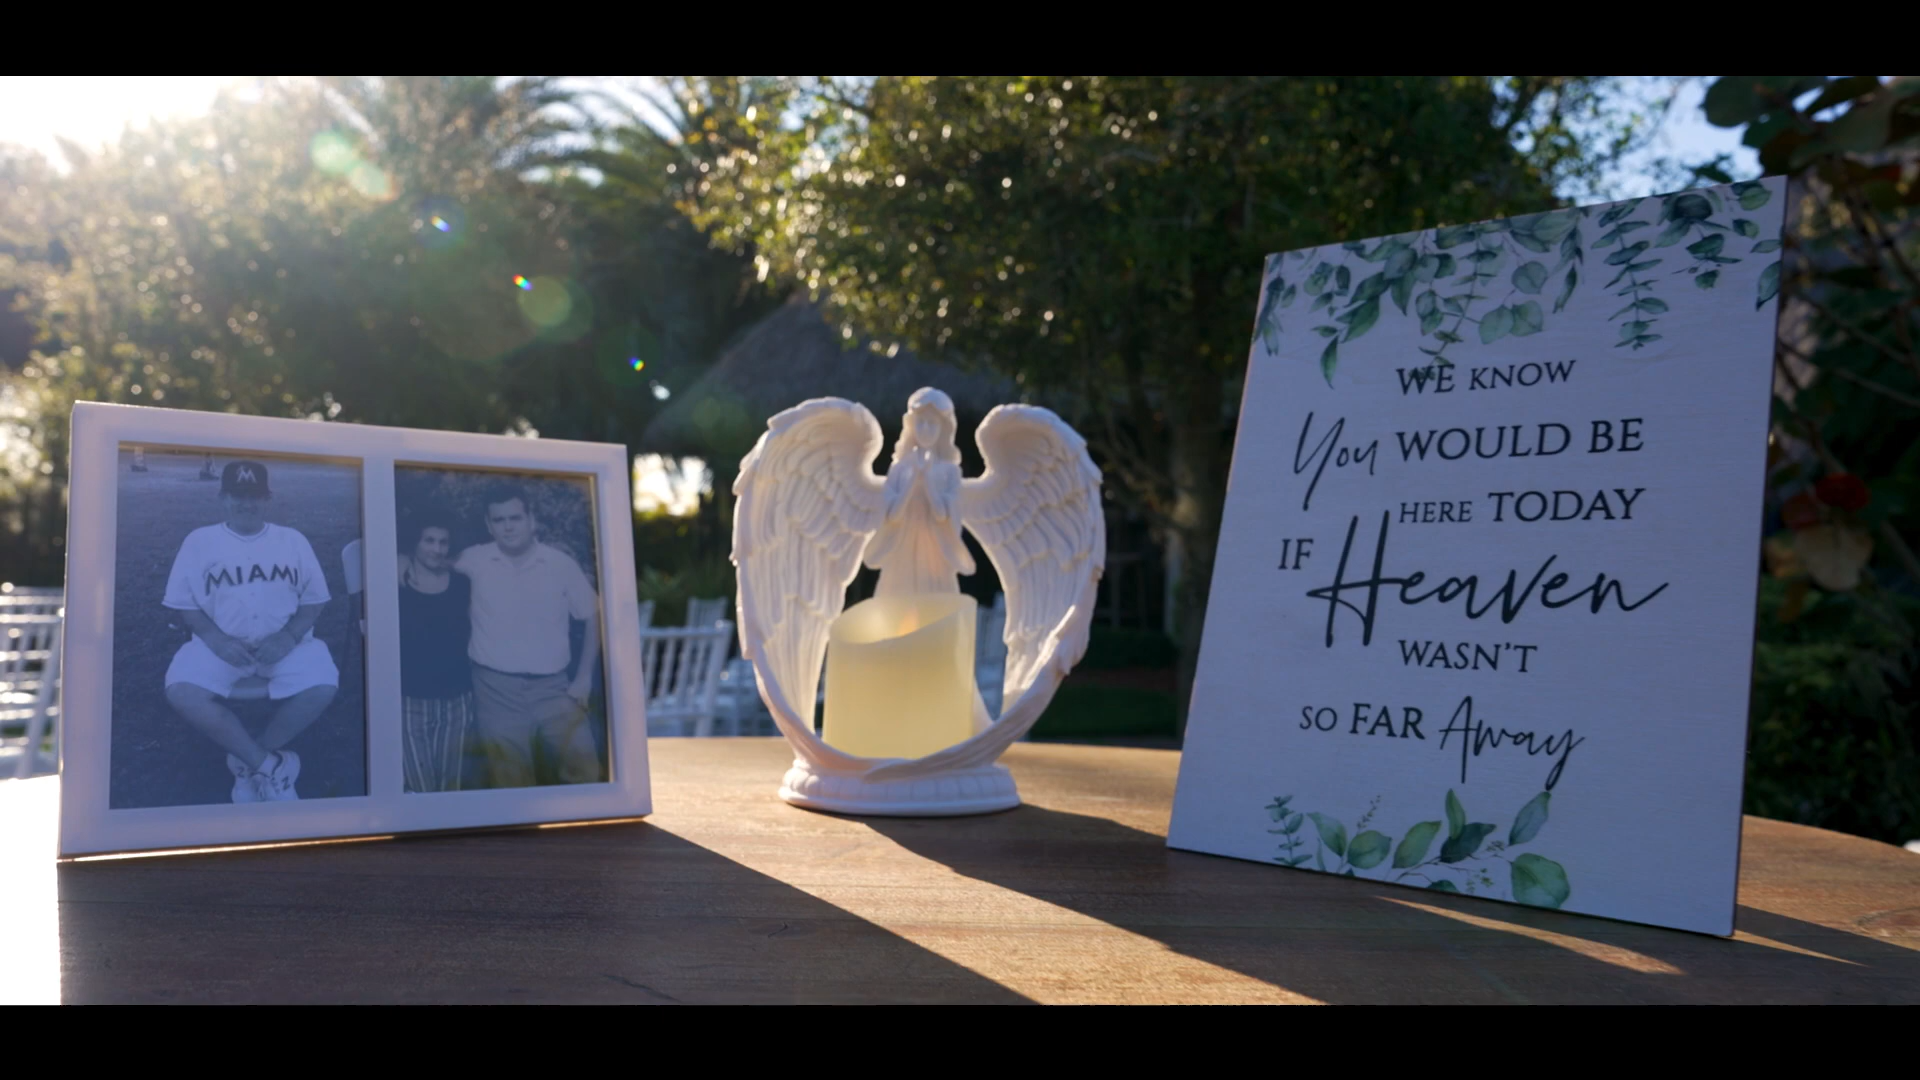 M
MIAMI
WE KNOW
You WOULD BE
HERE TODAY
IF Heaven
WASN'T
SO FAR Away